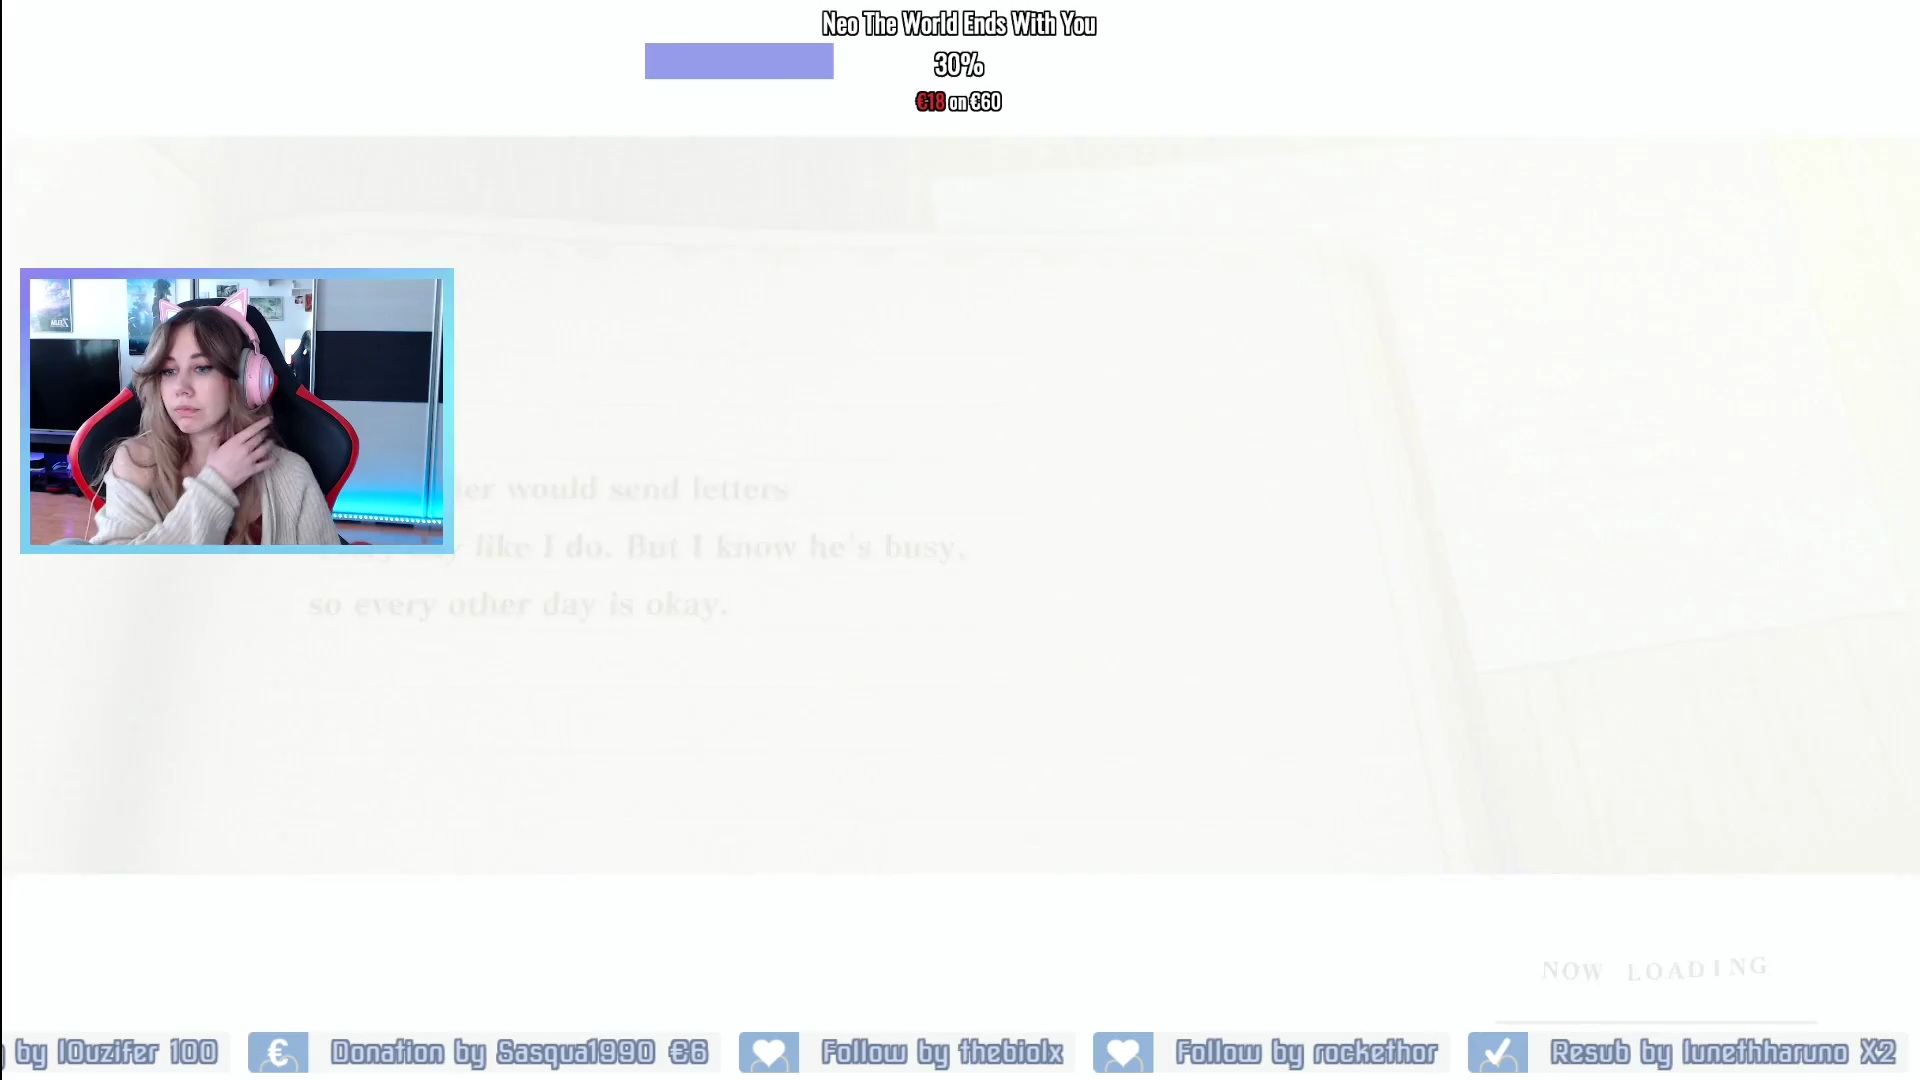 Neo The World Ends With You
30%
€18 on €60
would send letters
like I do. But I know he's busy,
so every other day is okay.
NOW LOADING
by l0uzifer 100
Donation by Sasqua1990 €6
Follow by thebiolx
Follow by rockethor
Resub by lunethharuno X2